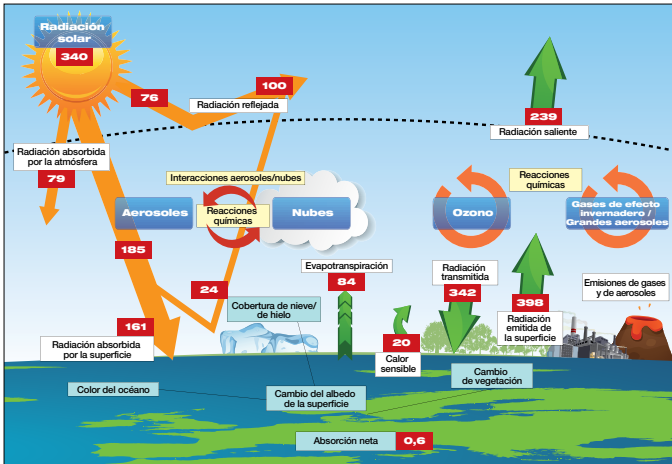 Radiación
solar
340
76
100
Radiación reflejada
239
Radiación saliente
Radiación absorbida
por la atmósfera
79
Interacciones aerosoles/nubes
Aerosoles
Reacciones
químicas
Nubes
Reacciones
químicas
Ozono
Gases de efecto
invernadero /
Grandes aerosoles
185
24
Evapotranspiración
84
Radiación
transmitida
342
398
Radiación
emitida de
la superficie
Emisiones de gases
y de aerosoles
161
Radiación absorbida
por la superficie
Cobertura de nieve/
de hielo
20
Calor
sensible
Color del océano
Cambio del albedo
de la superficie
Cambio
de vegetación
Absorción neta
0,6